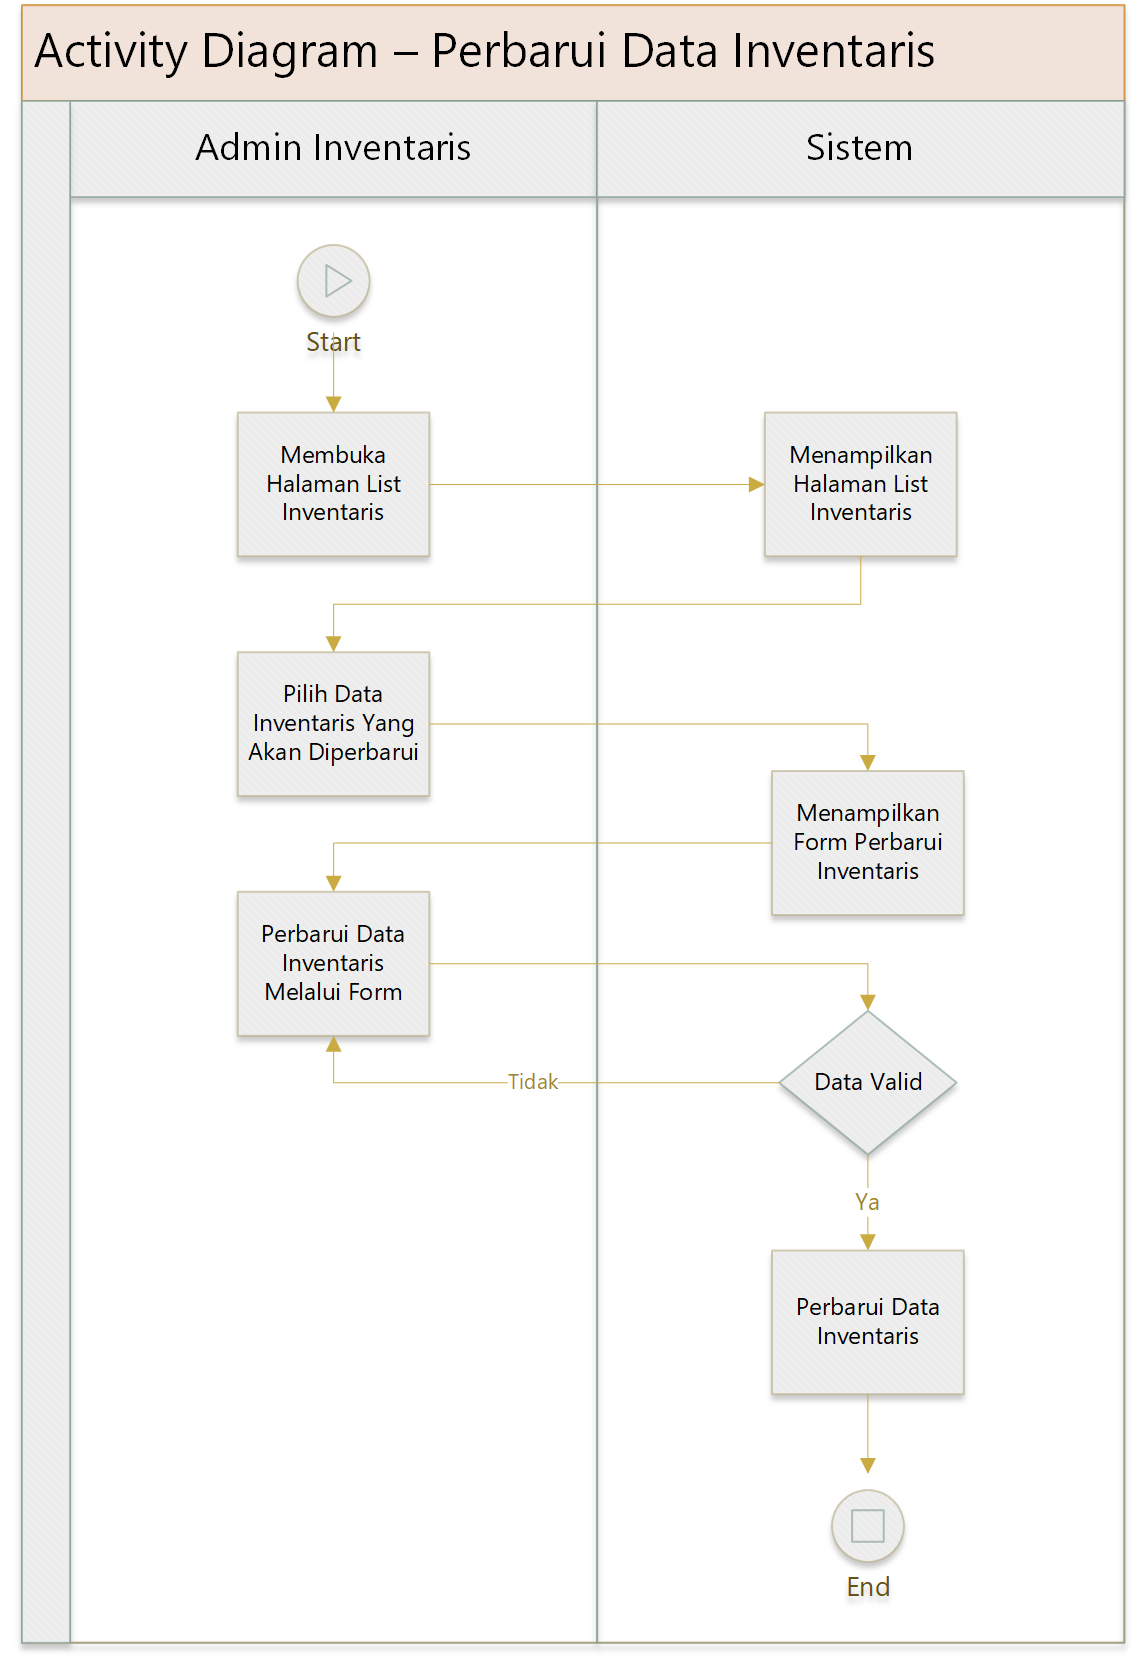 Activity Diagram – Perbarui Data Inventaris
Admin Inventaris
Sistem
Start
Membuka
Halaman List
Inventaris
Menampilkan
Halaman List
Inventaris
Pilih Data
Inventaris Yang
Akan Diperbarui
Menampilkan
Form Perbarui
Inventaris
Perbarui Data
Inventaris
Melalui Form
Data Valid
Tidak
Ya
Perbarui Data
Inventaris
End